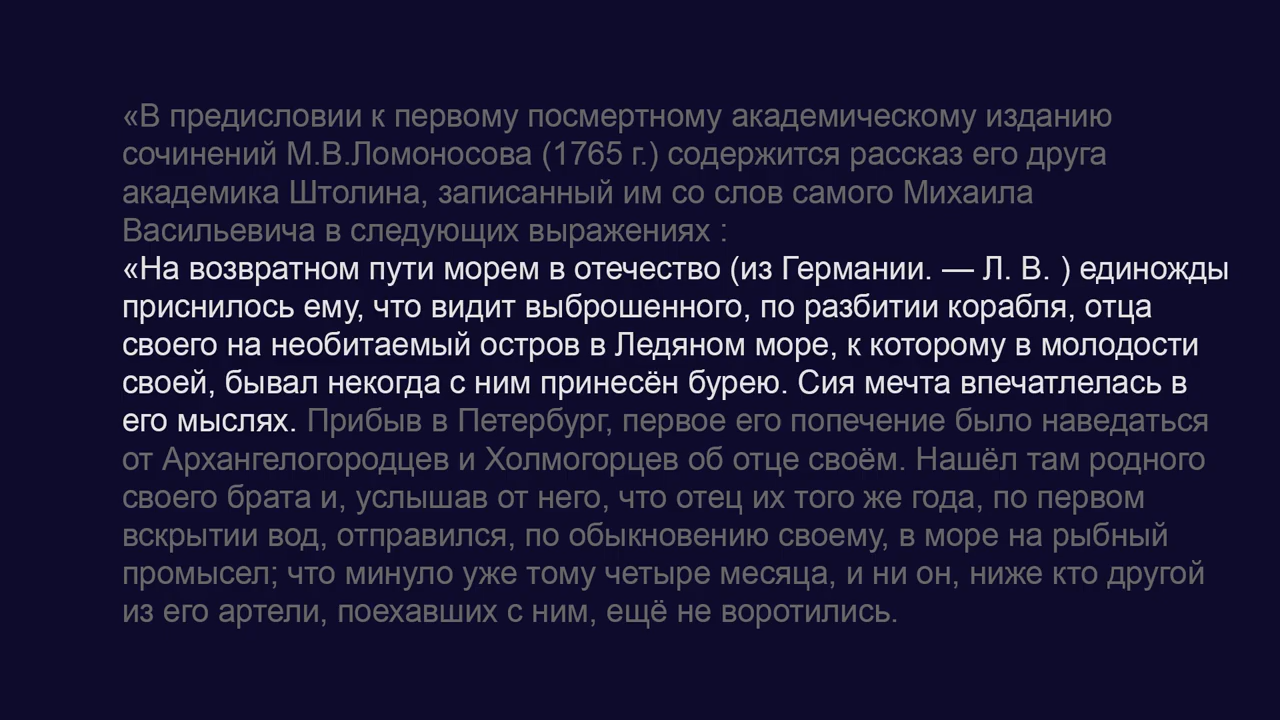 «В предисловии к первому посмертному академическому изданию
сочинений М.В.Ломоносова (1765 г.) содержится рассказ его друга
академика Штолина, записанный им со слов самого Михаила
Васильевича в следующих выражениях :
«На возвратном пути морем в отечество (из Германии. — Л. В. ) единожды
приснилось ему, что видит выброшенного, по разбитии корабля, отца
своего на необитаемый остров в Ледяном море, к которому в молодости
своей, бывал некогда с ним принесён бурею. Сия мечта впечатлелась в
его мыслях. Прибыв в Петербург, первое его попечение было наведаться
от Архангелогородцев и Холмогорцев об отце своём. Нашёл там родного
своего брата и, услышав от него, что отец их того же года, по первом
вскрытии вод, отправился, по обыкновению своему, в море на рыбный
промысел; что минуло уже тому четыре месяца, и ни он, ниже кто другой
из его артели, поехавших с ним, ещё не воротились.